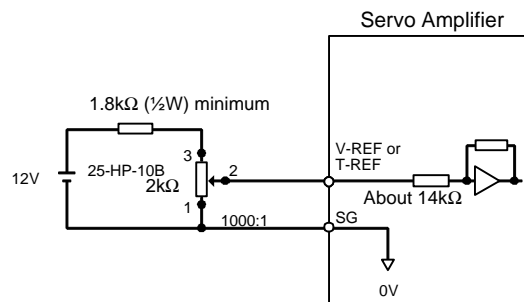 Servo Amplifier
1.8kΩ (½W) minimum
3
V-REF or
T-REF
12V
25-HP-10B
2
2kΩ
About 14kΩ
1
1000:1
SG
0V